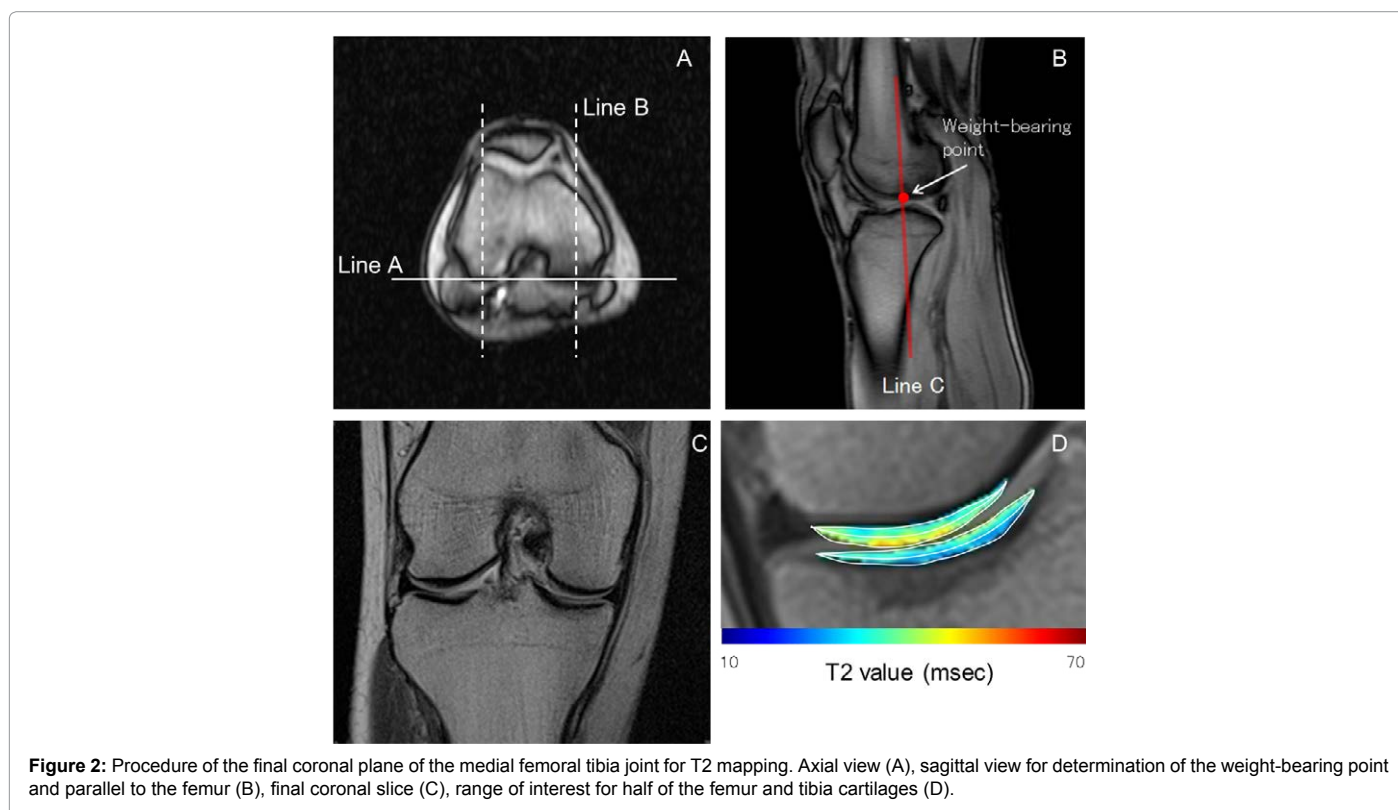 A
Line B
Line A
B
Weight-bearing
point
Line C
C
D
10
70
T2 value (msec)
Figure 2: Procedure of the final coronal plane of the medial femoral tibia joint for T2 mapping. Axial view (A), sagittal view for determination of the weight-bearing point
and parallel to the femur (B), final coronal slice (C), range of interest for half of the femur and tibia cartilages (D).